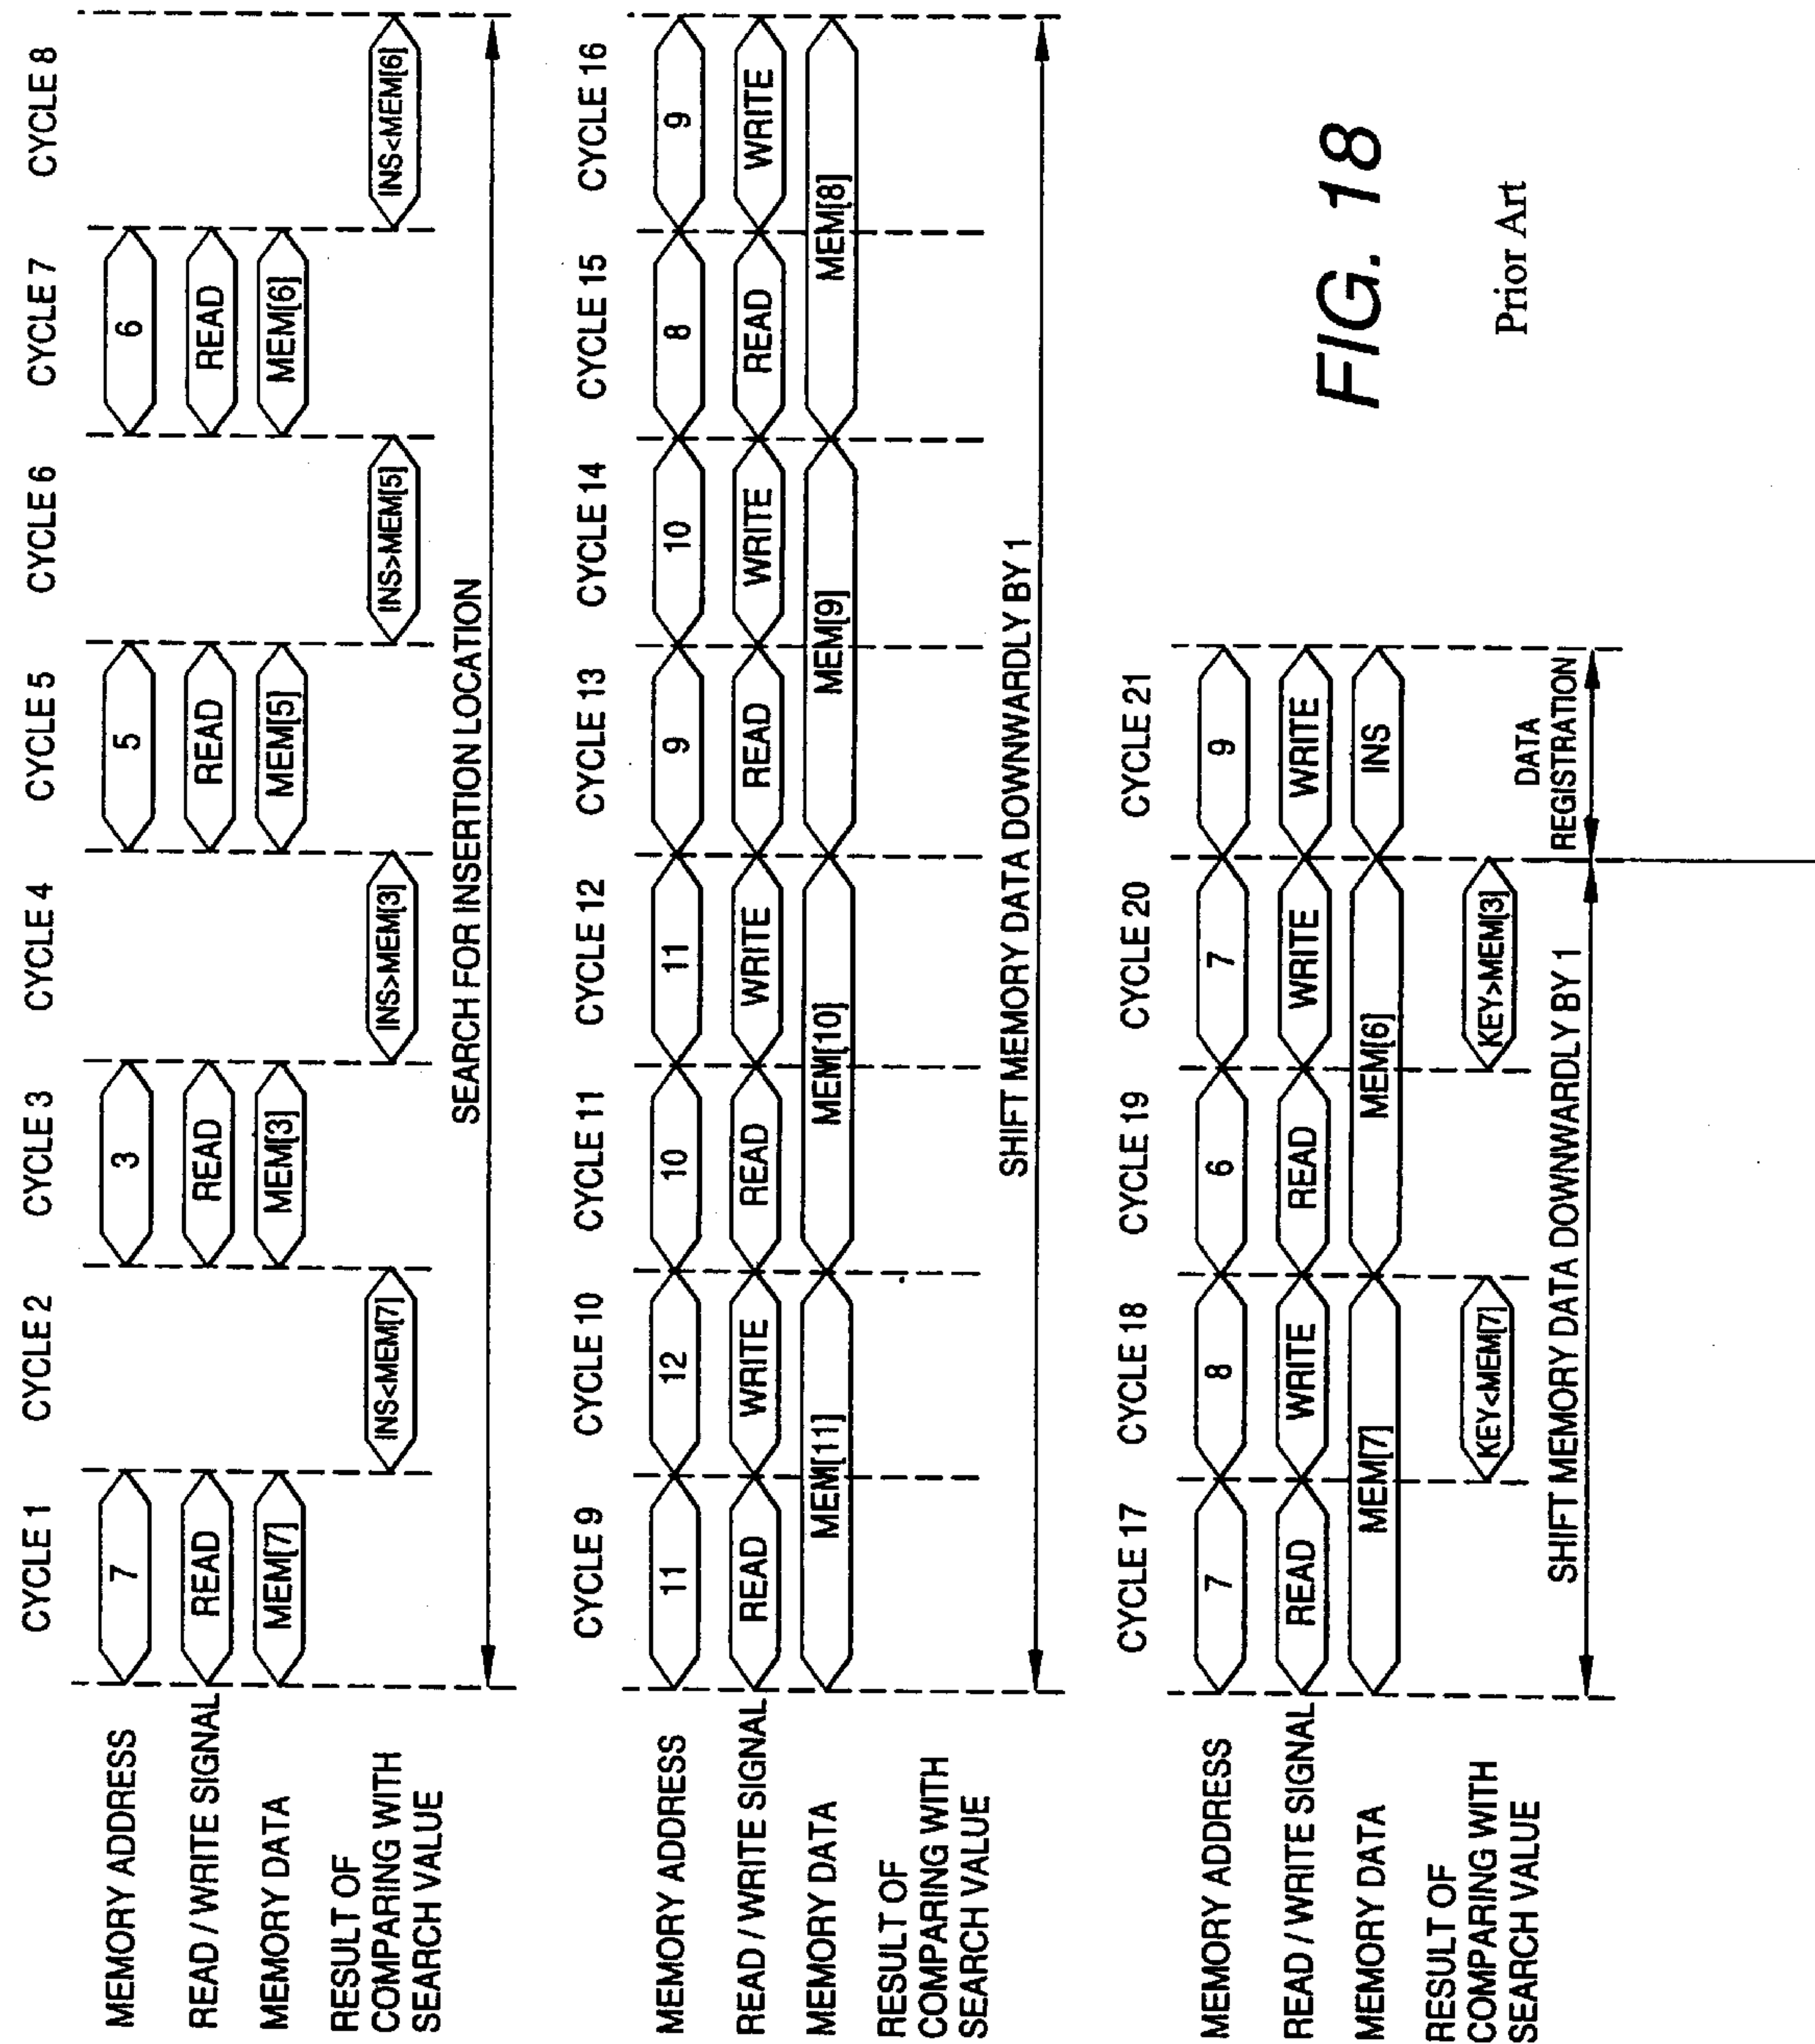 CYCLE 1 CYCLE 2 CYCLE 3 CYCLE 4 CYCLE 5 CYCLE 6 CYCLE 7 CYCLE 8
MEMORY ADDRESS 7 3 5 6
READ / WRITE SIGNAL READ READ READ READ
MEMORY DATA MEM[7] MEM[3] MEM[5] MEM[6]
RESULT OF
COMPARING WITH
SEARCH VALUE
INS<MEM[7] INS>MEM[3] INS>MEM[5] INS<MEM[6]
SEARCH FOR INSERTION LOCATION
CYCLE 9 CYCLE 10 CYCLE 11 CYCLE 12 CYCLE 13 CYCLE 14 CYCLE 15 CYCLE 16
MEMORY ADDRESS 11 12 10 11 9 10 8 9
READ / WRITE SIGNAL READ WRITE READ WRITE READ WRITE READ WRITE
MEMORY DATA MEM[11] MEM[10] MEM[9] MEM[8]
RESULT OF
COMPARING WITH
SEARCH VALUE
SHIFT MEMORY DATA DOWNWARDLY BY 1
CYCLE 17 CYCLE 18 CYCLE 19 CYCLE 20 CYCLE 21
MEMORY ADDRESS 7 8 6 7 9
READ / WRITE SIGNAL READ WRITE READ WRITE WRITE
MEMORY DATA MEM[7] MEM[6] INS
RESULT OF
COMPARING WITH
SEARCH VALUE
KEY<MEM[7] KEY>MEM[3]
SHIFT MEMORY DATA DOWNWARDLY BY 1
DATA
REGISTRATION
FIG. 18
Prior Art